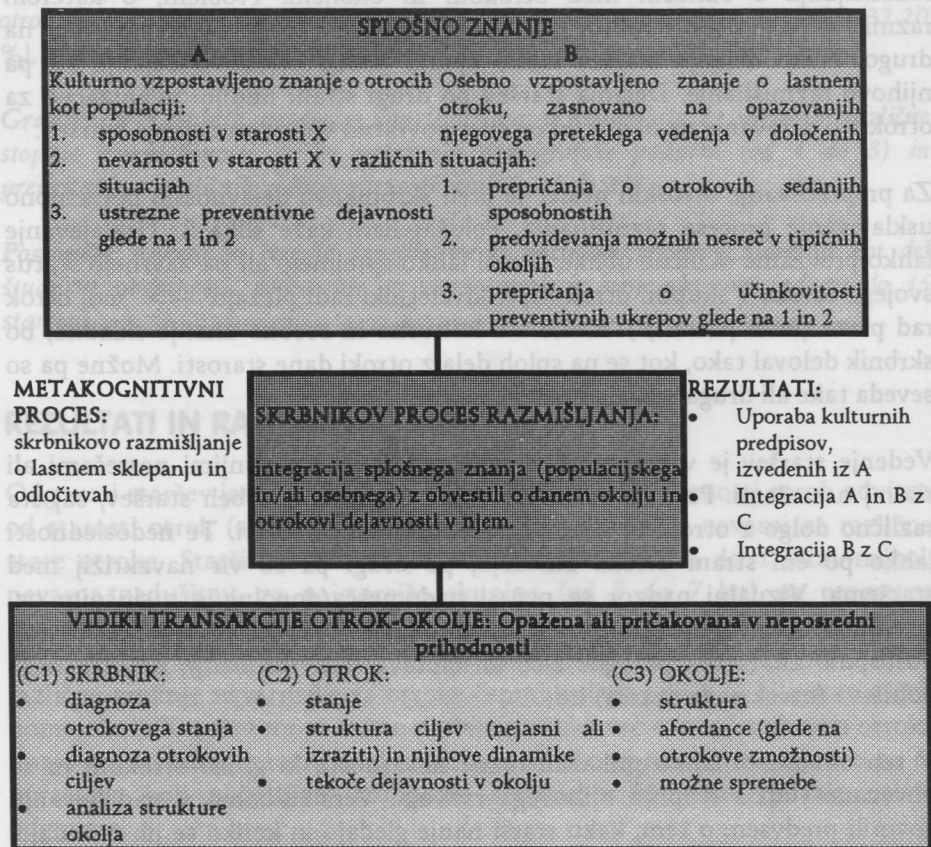 SPLOŠNO ZNANJE
A
Kulturno vzpostavljeno znanje o otrocih
kot populaciji:
1. sposobnosti v starosti X
2. nevarnosti v starosti X v različnih
situacijah
3. ustrezne preventivne dejavnosti
glede na 1 in 2
B
Osebno vzpostavljeno znanje o lastnem
otroku, zasnovano na opazovanjih
njegovega preteklega vedenja v določenih
situacijah:
1. prepričanja o otrokovih sedanjih
sposobnostih
2. predvidevanja možnih nesreč v tipičnih
okoljih
3. prepričanja o učinkovitosti
preventivnih ukrepov glede na 1 in 2
METAKOGNITIVNI
PROCES:
skrbnikovo razmišljanje
o lastnem sklepanju in
odločitvah
SKRBNIKOV PROCES RAZMIŠLJANJA:
integracija splošnega znanja (populacijskega
in/ali osebnega) z obvestili o danem okolju in
otrokovi dejavnosti v njem.
REZULTATI:
• Uporaba kulturnih
predpisov,
izvedenih iz A
• Integracija A in B z
C
• Integracija B z C
VIDIKI TRANSAKCIJE OTROK-OKOLJE: Opažena ali pričakovana v neposredni
prihodnosti
(C1) SKRBNIK:
• diagnoza
otrokovega stanja
• diagnoza otrokovih
ciljev
• analiza strukture
okolja
(C2) OTROK:
• stanje
• struktura ciljev (nejasni ali
izraziti) in njihove dinamike
• tekoče dejavnosti v okolju
(C3) OKOLJE:
• struktura
• afordance (glede na
otrokove zmožnosti)
• možne spremebe